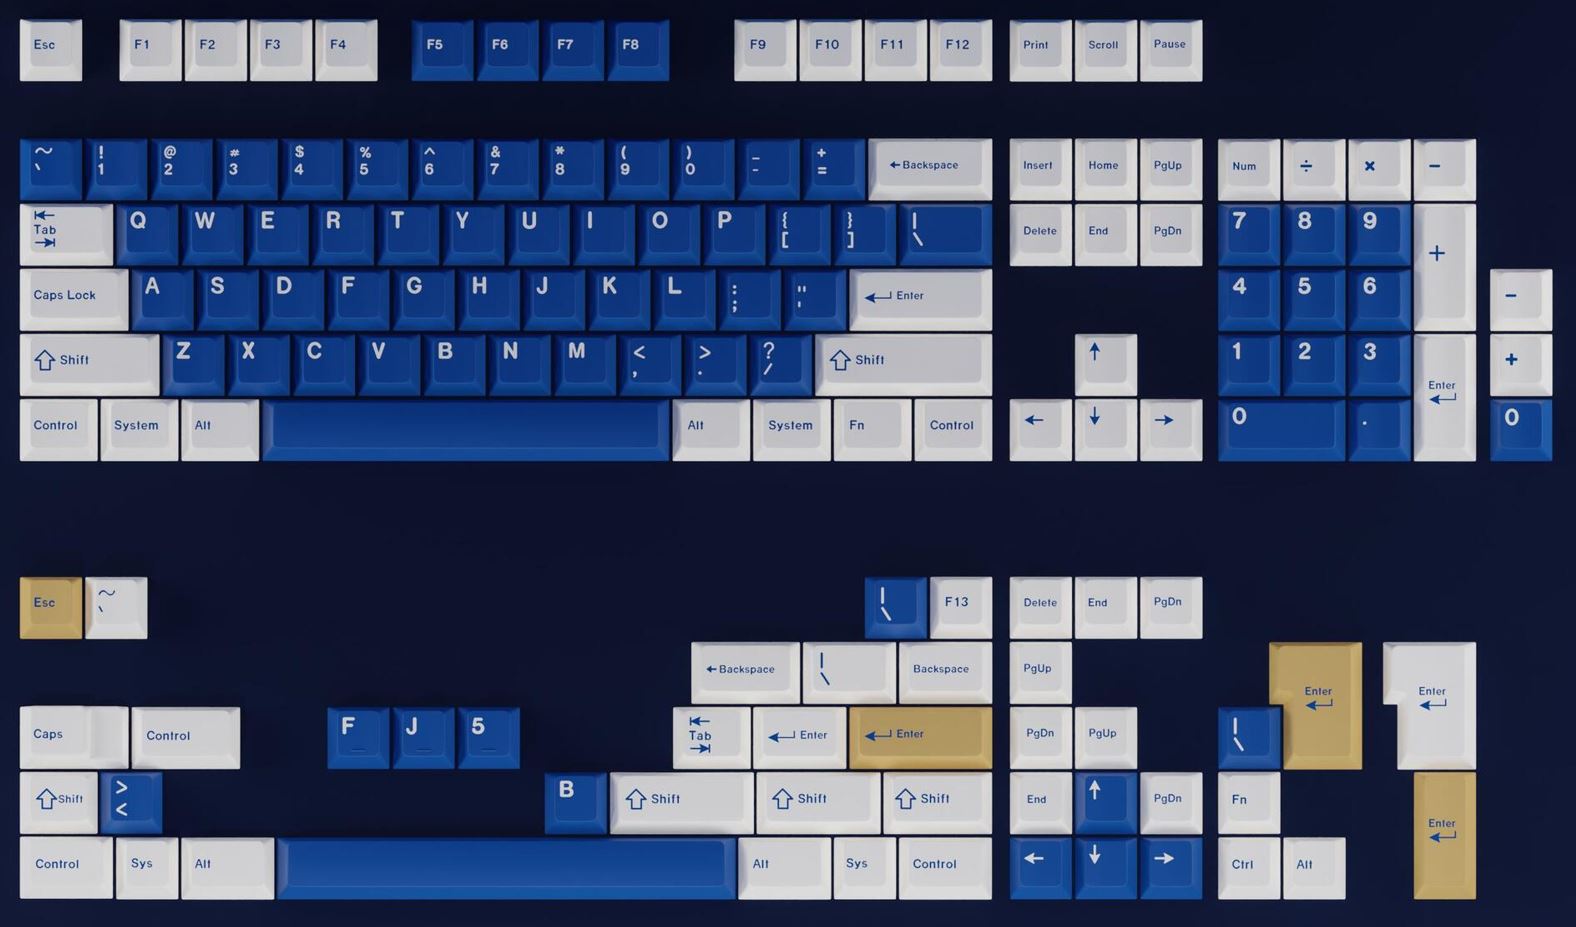 Esc F1 F2 F3 F4 F5 F6 F7 F8 F9 F10 F11 F12 Print Scroll Pause
~ ! @ # $ % ^ & * ( ) _ +
` 1 2 3 4 5 6 7 8 9 0 - = ←Backspace Insert Home PgUp Num ÷ × -
⇤ Tab ⇥ Q W E R T Y U I O P { [ } ] | \ Delete End PgDn 7 8 9 +
Caps Lock A S D F G H J K L : ; " ' ↵ Enter 4 5 6 -
⇧ Shift Z X C V B N M < , > . ? / ⇧ Shift ↑ 1 2 3 Enter ↵ +
Control System Alt Alt System Fn Control ← ↓ → 0 . 0
Esc ~ ` | \ F13 Delete End PgDn
←Backspace | \ Backspace PgUp Enter ↵ Enter ↵
Caps Control F J 5 ⇤ Tab ⇥ ↵ Enter ↵ Enter PgDn PgUp | \
⇧Shift > < B ⇧ Shift ⇧ Shift ⇧ Shift End ↑ PgDn Fn Enter ↵
Control Sys Alt Alt Sys Control ← ↓ → Ctrl Alt